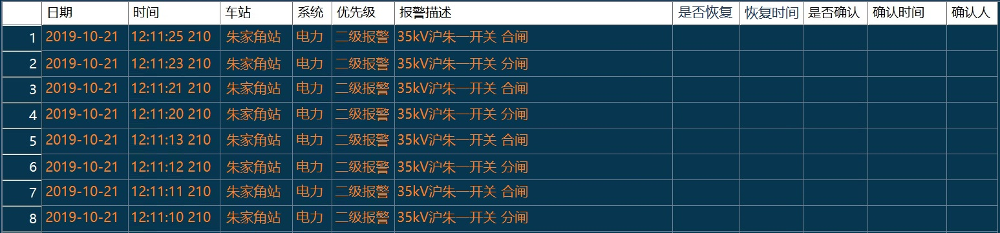 日期 时间 车站 系统 优先级 报警描述 是否恢复 恢复时间 是否确认 确认时间 确认人
1 2019-10-21 12:11:25 210 朱家角站 电力 二级报警 35kV沪朱一开关 合闸
2 2019-10-21 12:11:23 210 朱家角站 电力 二级报警 35kV沪朱一开关 分闸
3 2019-10-21 12:11:21 210 朱家角站 电力 二级报警 35kV沪朱一开关 合闸
4 2019-10-21 12:11:20 210 朱家角站 电力 二级报警 35kV沪朱一开关 分闸
5 2019-10-21 12:11:13 210 朱家角站 电力 二级报警 35kV沪朱一开关 合闸
6 2019-10-21 12:11:12 210 朱家角站 电力 二级报警 35kV沪朱一开关 分闸
7 2019-10-21 12:11:11 210 朱家角站 电力 二级报警 35kV沪朱一开关 合闸
8 2019-10-21 12:11:10 210 朱家角站 电力 二级报警 35kV沪朱一开关 分闸